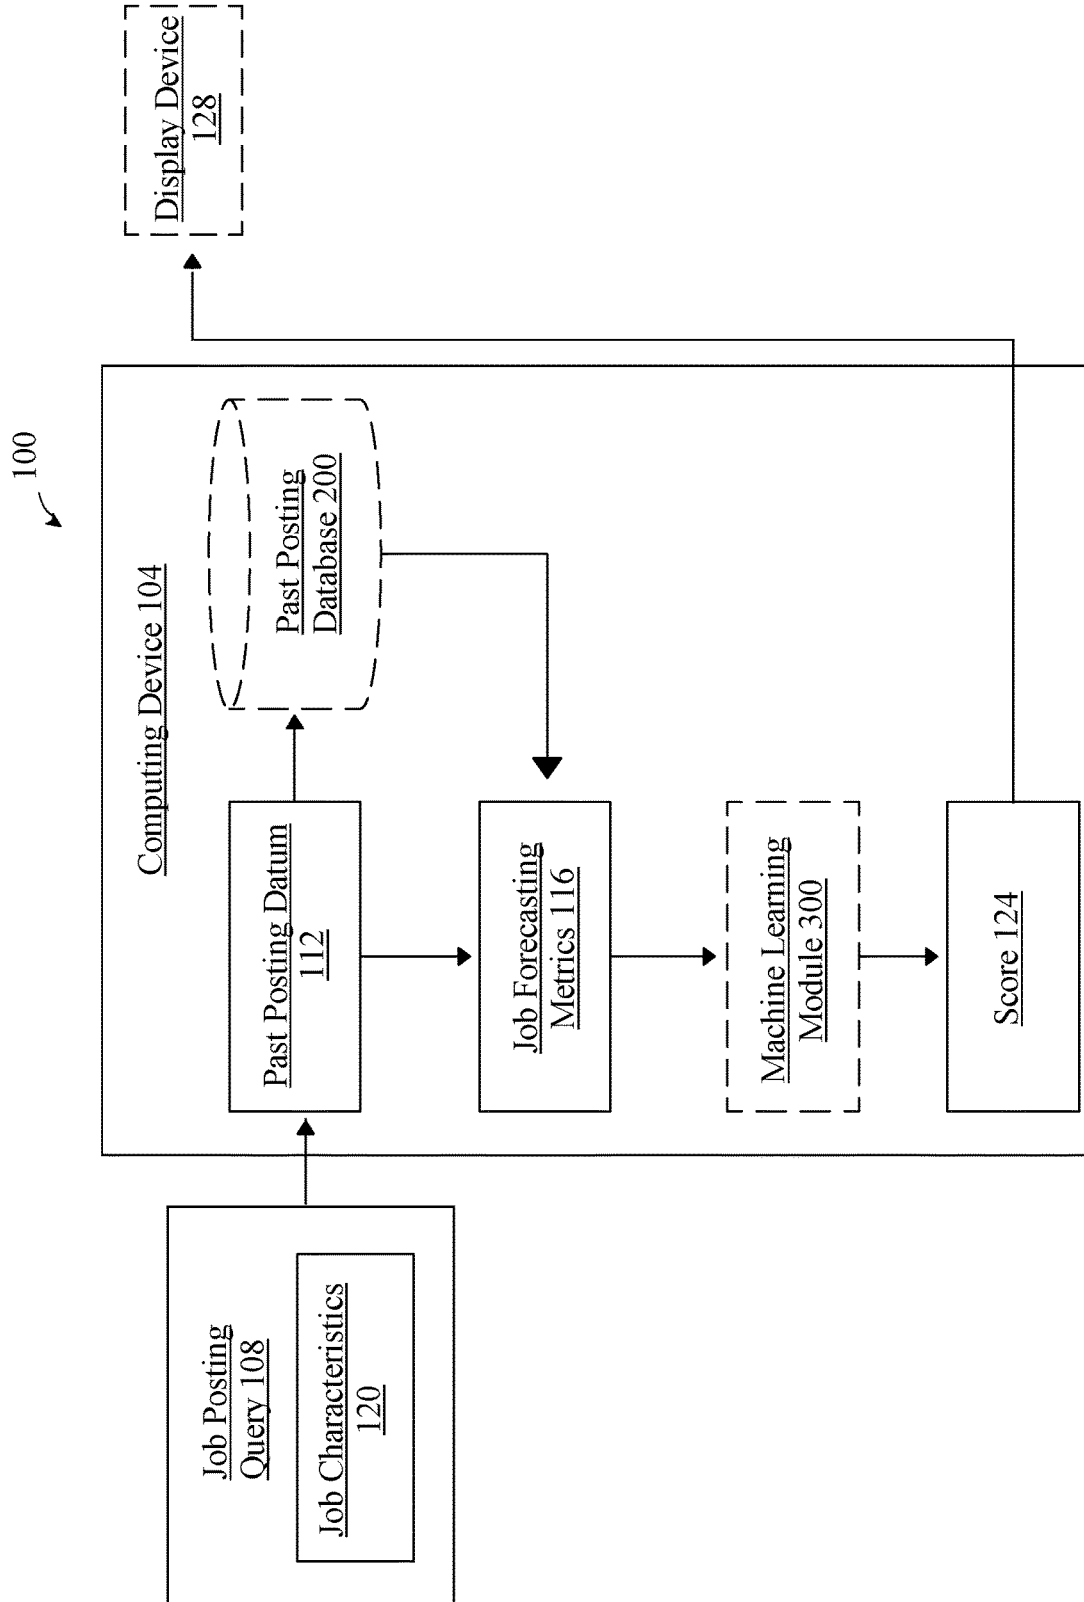 100
Job Posting
Query 108
Job Characteristics
120
Computing Device 104
Past Posting Datum
112
Past Posting
Database 200
Job Forecasting
Metrics 116
Machine Learning
Module 300
Score 124
Display Device
128